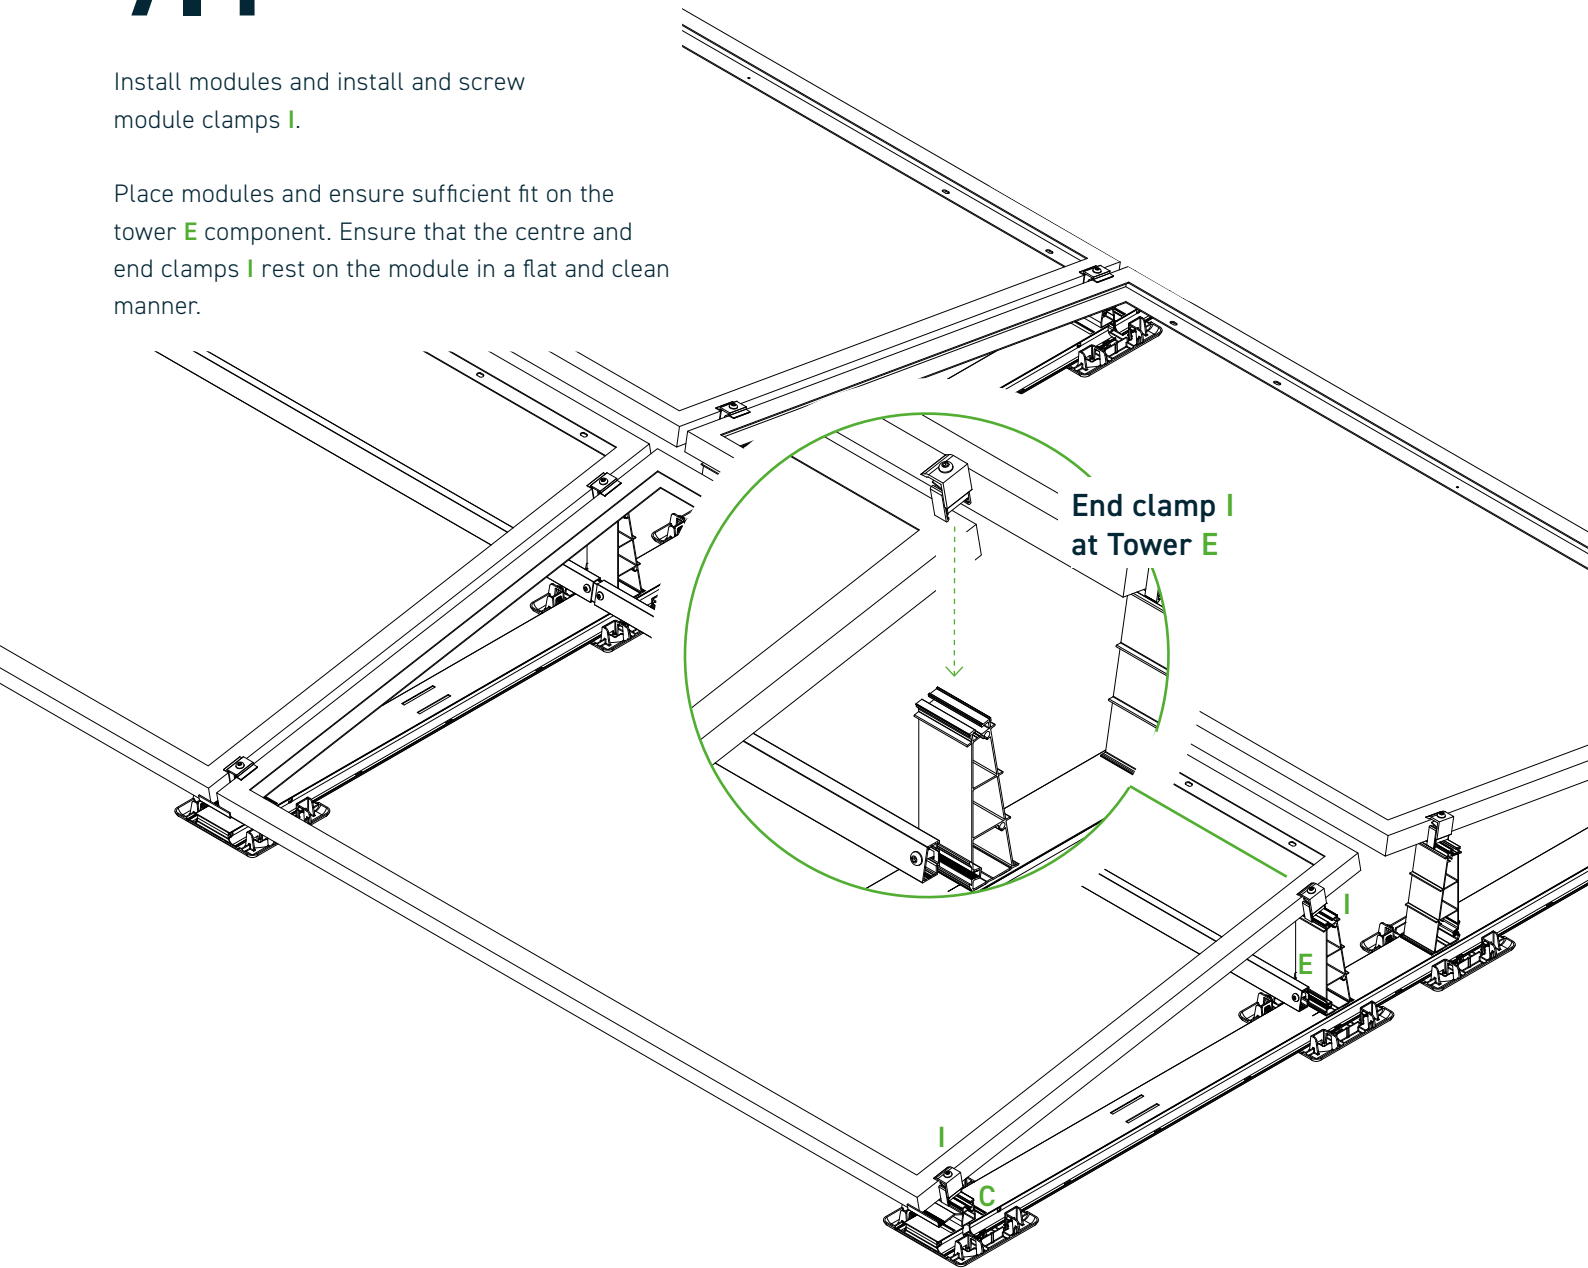 Install modules and install and screw
module clamps I.
Place modules and ensure sufficient fit on the
tower E component. Ensure that the centre and
end clamps I rest on the module in a flat and clean
manner.
End clamp I
at Tower E
I
E
I
C